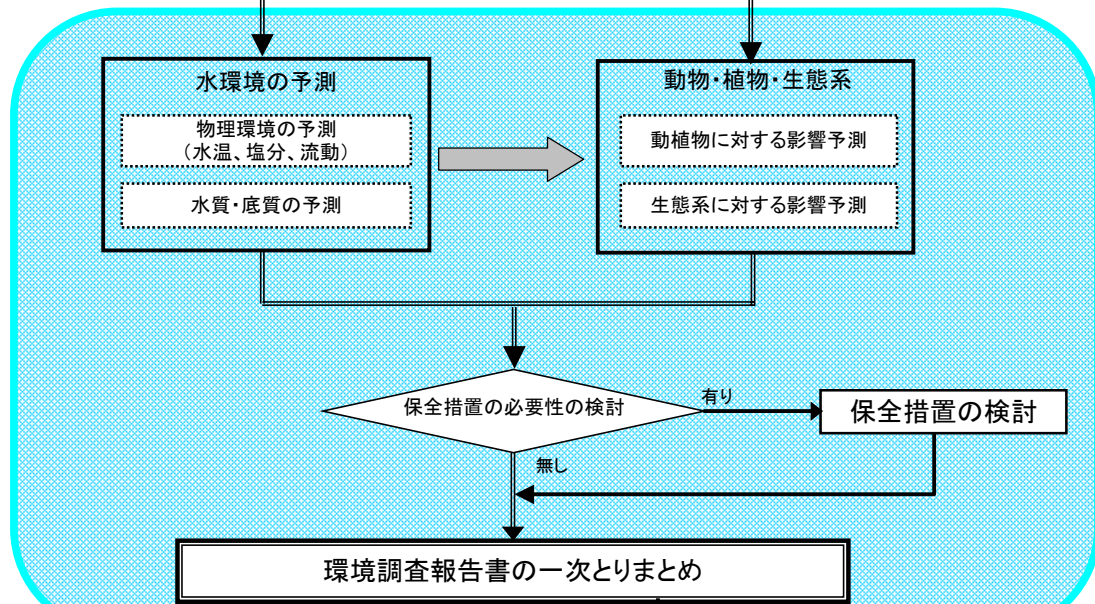 水環境の予測
物理環境の予測
（水温、塩分、流動）
水質・底質の予測
動物・植物・生態系
動植物に対する影響予測
生態系に対する影響予測
保全措置の必要性の検討
有り
保全措置の検討
無し
環境調査報告書の一次とりまとめ